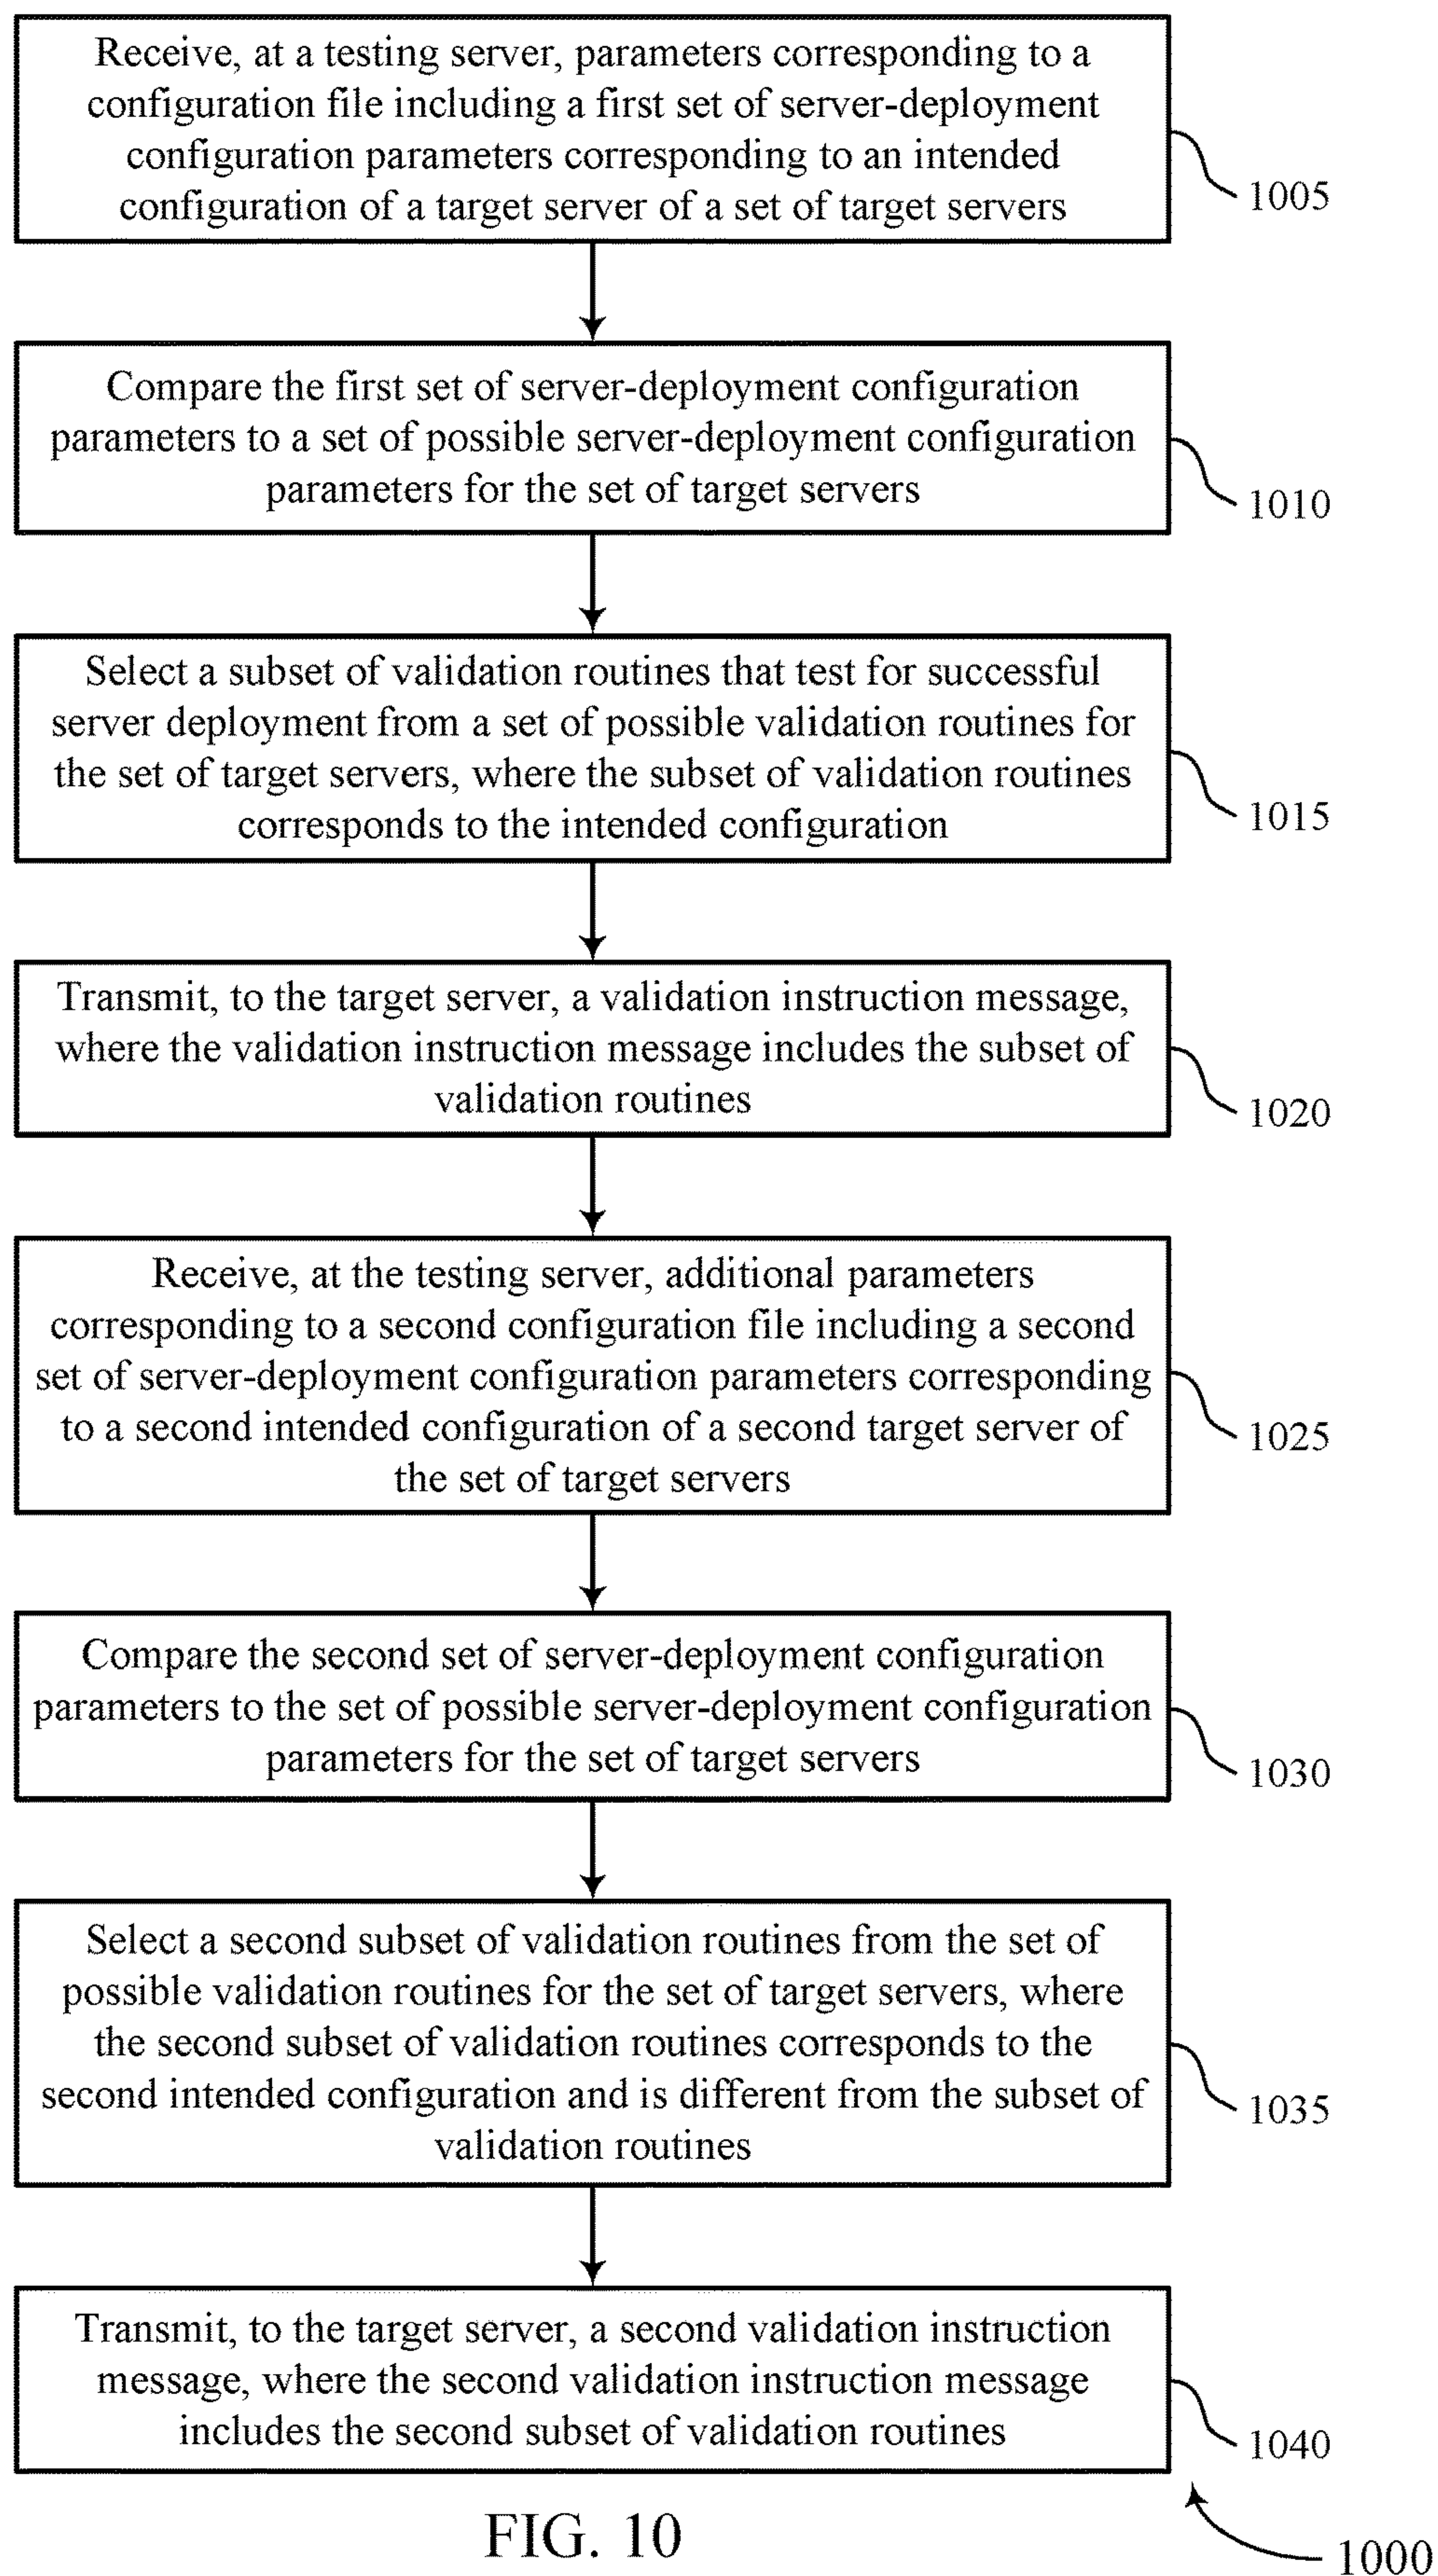 Receive, at a testing server, parameters corresponding to a
configuration file including a first set of server-deployment
configuration parameters corresponding to an intended
configuration of a target server of a set of target servers
1005
Compare the first set of server-deployment configuration
parameters to a set of possible server-deployment configuration
parameters for the set of target servers
1010
Select a subset of validation routines that test for successful
server deployment from a set of possible validation routines for
the set of target servers, where the subset of validation routines
corresponds to the intended configuration
1015
Transmit, to the target server, a validation instruction message,
where the validation instruction message includes the subset of
validation routines
1020
Receive, at the testing server, additional parameters
corresponding to a second configuration file including a second
set of server-deployment configuration parameters corresponding
to a second intended configuration of a second target server of
the set of target servers
1025
Compare the second set of server-deployment configuration
parameters to the set of possible server-deployment configuration
parameters for the set of target servers
1030
Select a second subset of validation routines from the set of
possible validation routines for the set of target servers, where
the second subset of validation routines corresponds to the
second intended configuration and is different from the subset of
validation routines
1035
Transmit, to the target server, a second validation instruction
message, where the second validation instruction message
includes the second subset of validation routines
1040
FIG. 10
1000